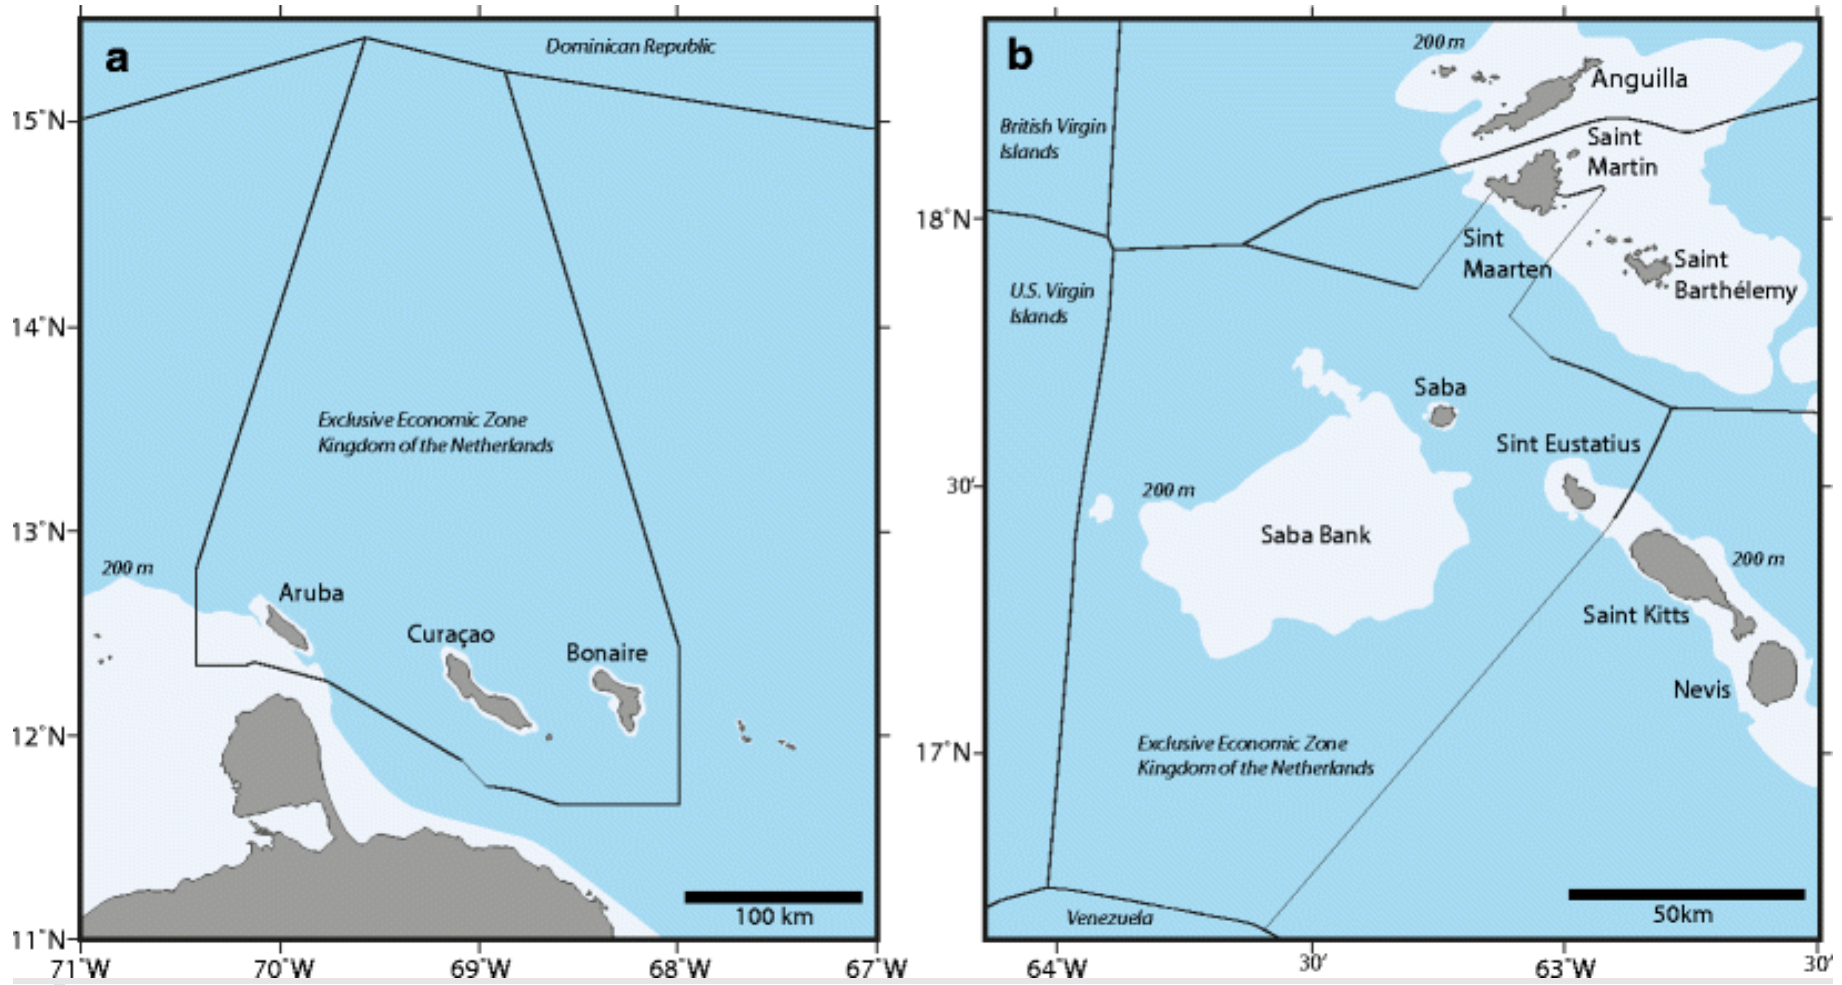 a
Dominican Republic
15°N
14°N
Exclusive Economic Zone
Kingdom of the Netherlands
13°N
200 m
Aruba
Curaçao
Bonaire
12°N
100 km
11°N
71°W
70°W
69°W
68°W
67°W
b
200 m
Anguilla
British Virgin
Islands
Saint
Martin
18°N
Sint
Maarten
Saint
Barthélemy
U.S. Virgin
Islands
Saba
Sint Eustatius
30'
200 m
Saba Bank
200 m
Saint Kitts
Nevis
17°N
Exclusive Economic Zone
Kingdom of the Netherlands
Venezuela
50km
64°W
30'
63°W
30'